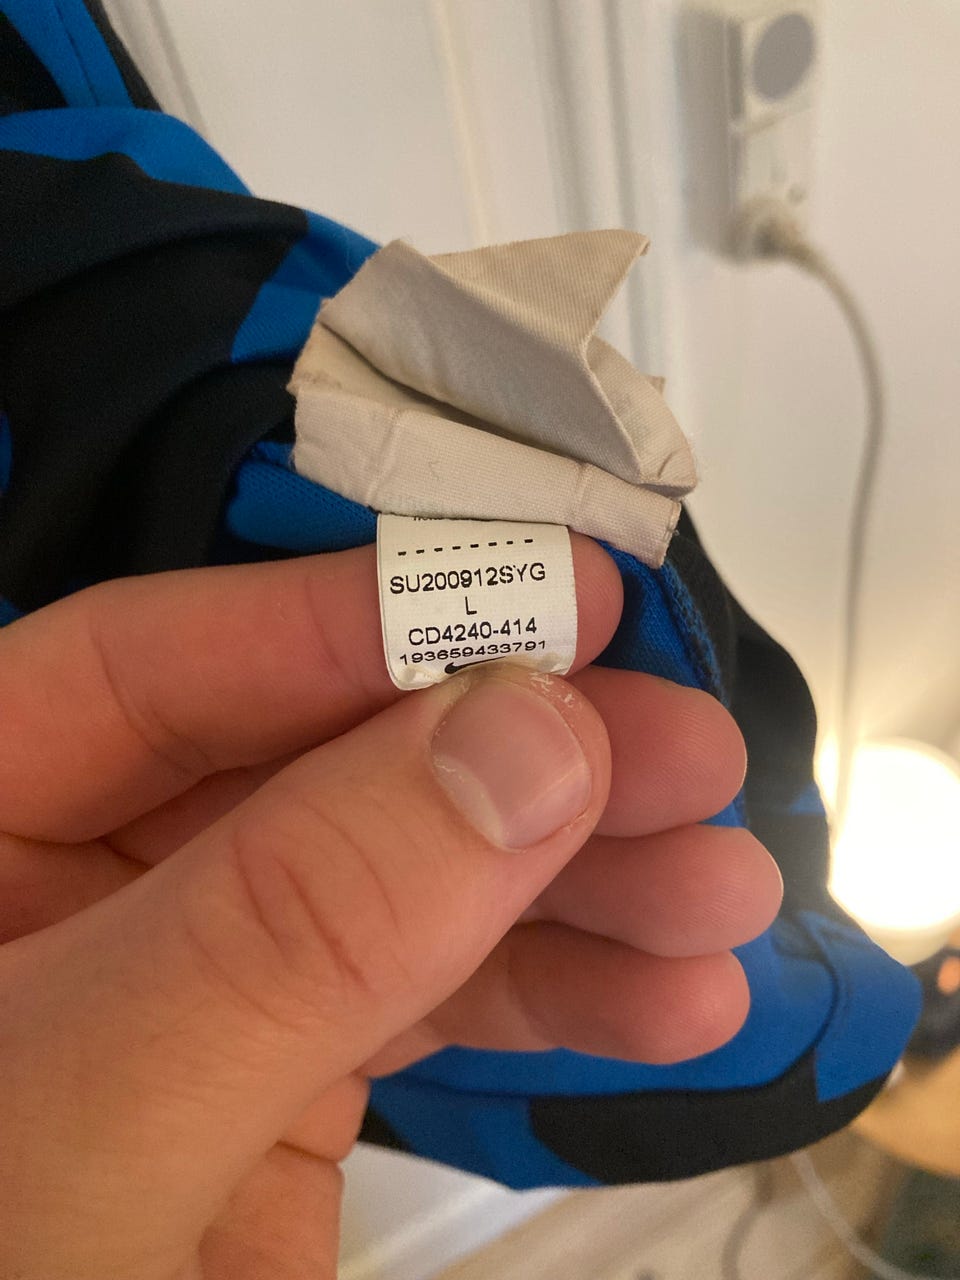 --------
SU200912SYG
L
CD4240-414
193659433791